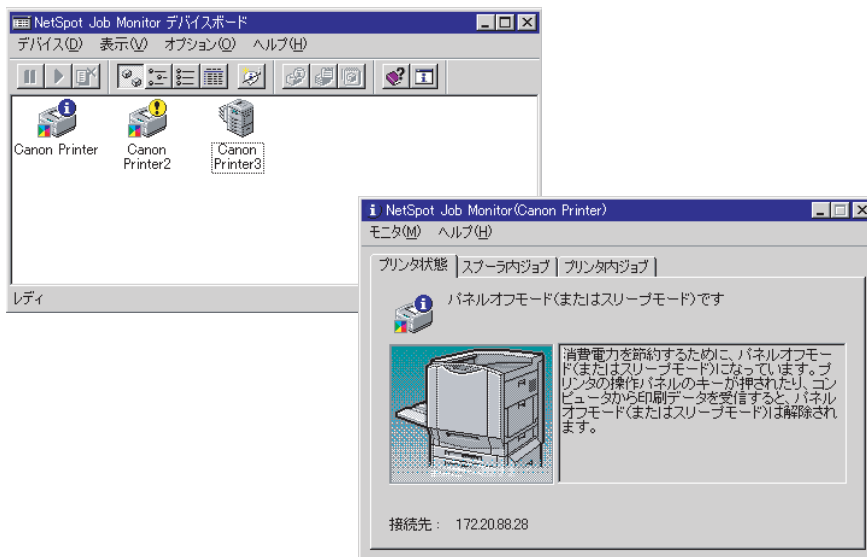 NetSpot Job Monitor デバイスボード
デバイス(D) 表示(V) オプション(O) ヘルプ(H)
Canon Printer
Canon Printer2
Canon Printer3
レディ
NetSpot Job Monitor(Canon Printer)
モニタ(M) ヘルプ(H)
プリンタ状態 スプーラ内ジョブ プリンタ内ジョブ
パネルオフモード(またはスリープモード)です
消費電力を節約するために、パネルオフモー
ド(またはスリープモード)になっています。プ
リンタの操作パネルのキーが押されたり、コン
ピュータから印刷データを受信すると、パネル
オフモード(またはスリープモード)は解除され
ます。
接続先： 172.20.88.28